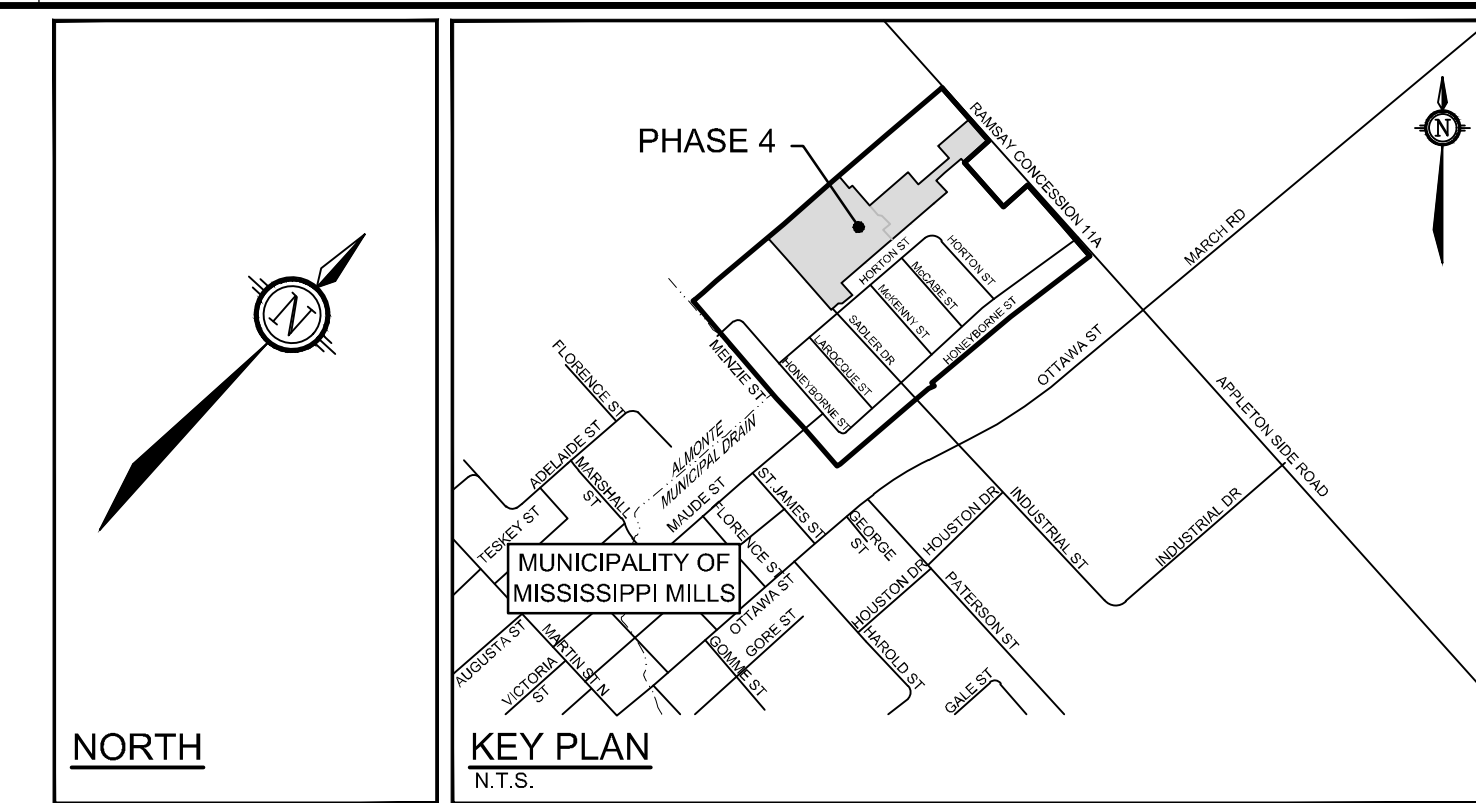 N
NORTH
PHASE 4
N
RAMSAY CONCESSION 11A
MARCH RD
HORTON ST
HORTON ST
McCABE ST
McKENNY ST
SADLER DR
LAROCQUE ST
HONEYBORNE ST
HONEYBORNE ST
MENZIE ST
OTTAWA ST
FLORENCE ST
ADELAIDE ST
MARSHALL
ST
ALMONTE
MUNICIPAL DRAIN
MAUDE ST
ST.JAMES ST
FLORENCE ST
TESKEY ST
GEORGE
ST
HOUSTON DR
HOUSTON DR
INDUSTRIAL ST
INDUSTRIAL DR
APPLETON SIDE ROAD
PATERSON ST
MUNICIPALITY OF
MISSISSIPPI MILLS
OTTAWA ST
GORE ST
GOMME ST
HAROLD ST
GALE ST
AUGUSTA ST
VICTORIA
ST
MARTIN ST N
KEY PLAN
N.T.S.